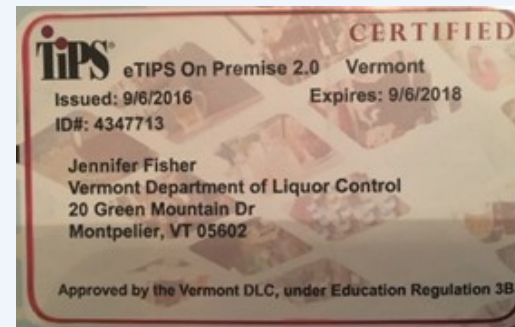 CERTIFIED
TiPS® eTIPS On Premise 2.0 Vermont
Issued: 9/6/2016 Expires: 9/6/2018
ID#: 4347713
Jennifer Fisher
Vermont Department of Liquor Control
20 Green Mountain Dr
Montpelier, VT 05602
Approved by the Vermont DLC, under Education Regulation 3B